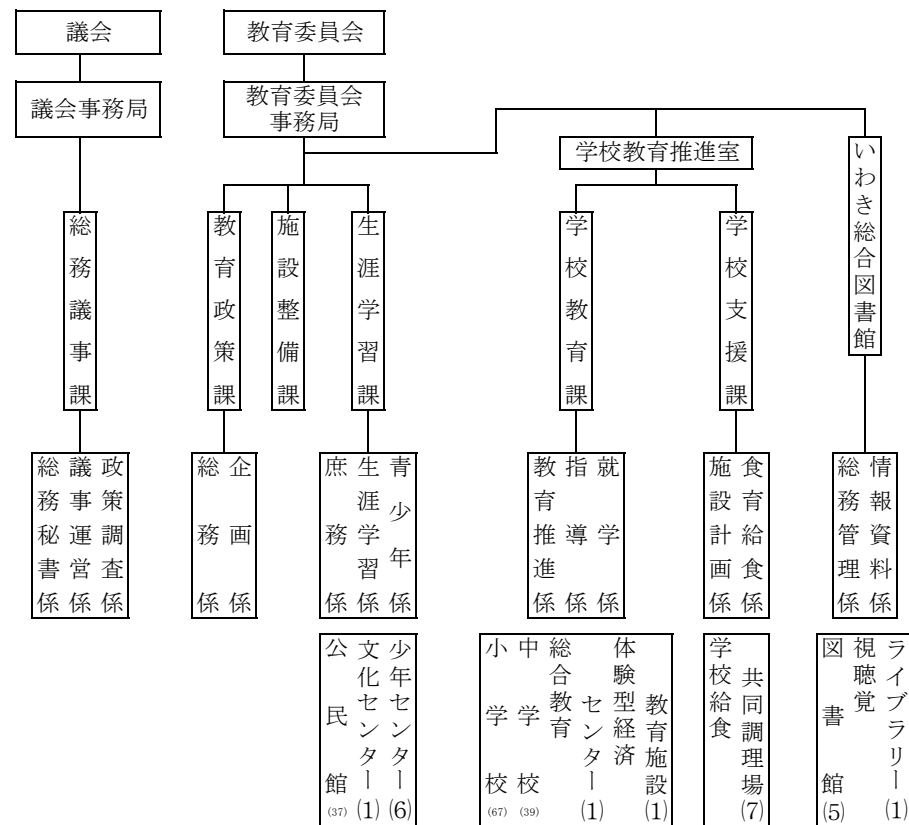 議会
教育委員会
議会事務局
教育委員会
事務局
学校教育推進室
いわき総合図書館
総務議事課
教育政策課
施設整備課
生涯学習課
学校教育課
学校支援課
総務秘書係
議事運営係
政策調査係
総務係
企画係
庶務係
生涯学習係
青少年係
教育推進係
指導係
就学係
施設計画係
食育給食係
総務管理係
情報資料係
公民館(37)
文化センター(1)
少年センター(6)
小学校(67)
中学校(39)
総合教育
センター(1)
体験型経済
教育施設(1)
学校給食
共同調理場(7)
図書館(5)
視聴覚
ライブラリー(1)